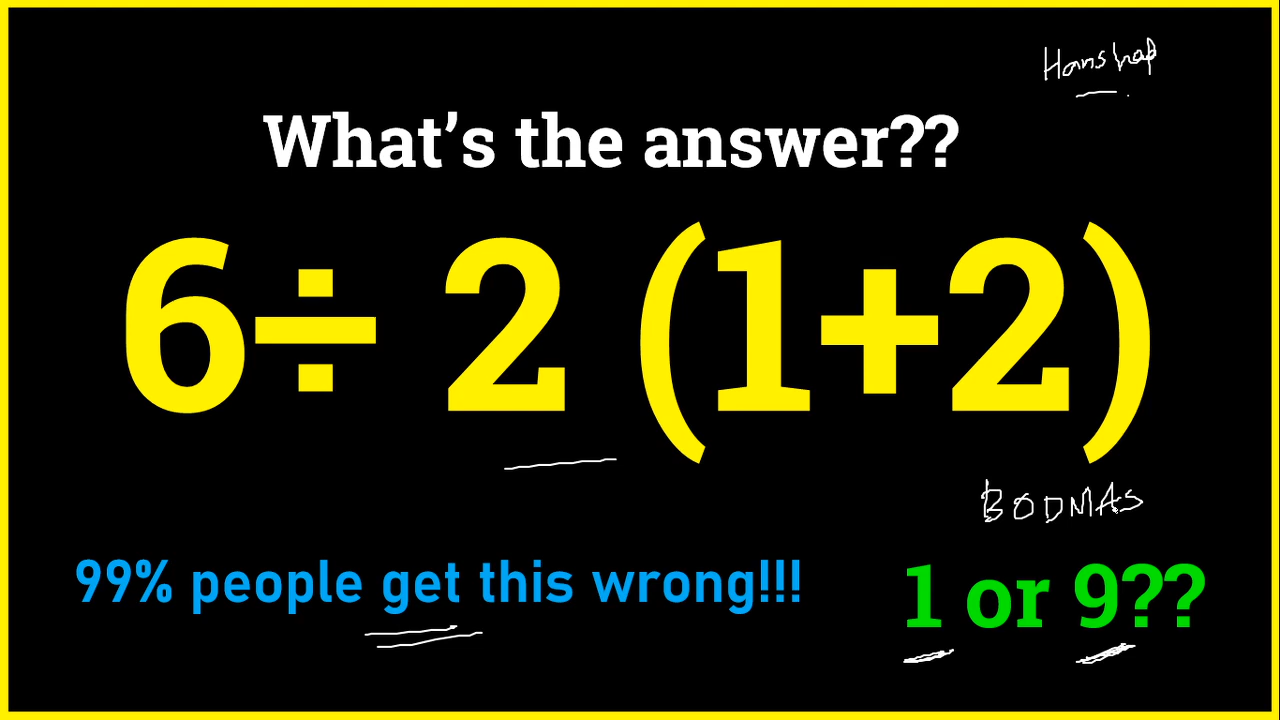 What's the answer??
6÷ 2 (1+2)
BODMAS
99% people get this wrong!!!
1 or 9??